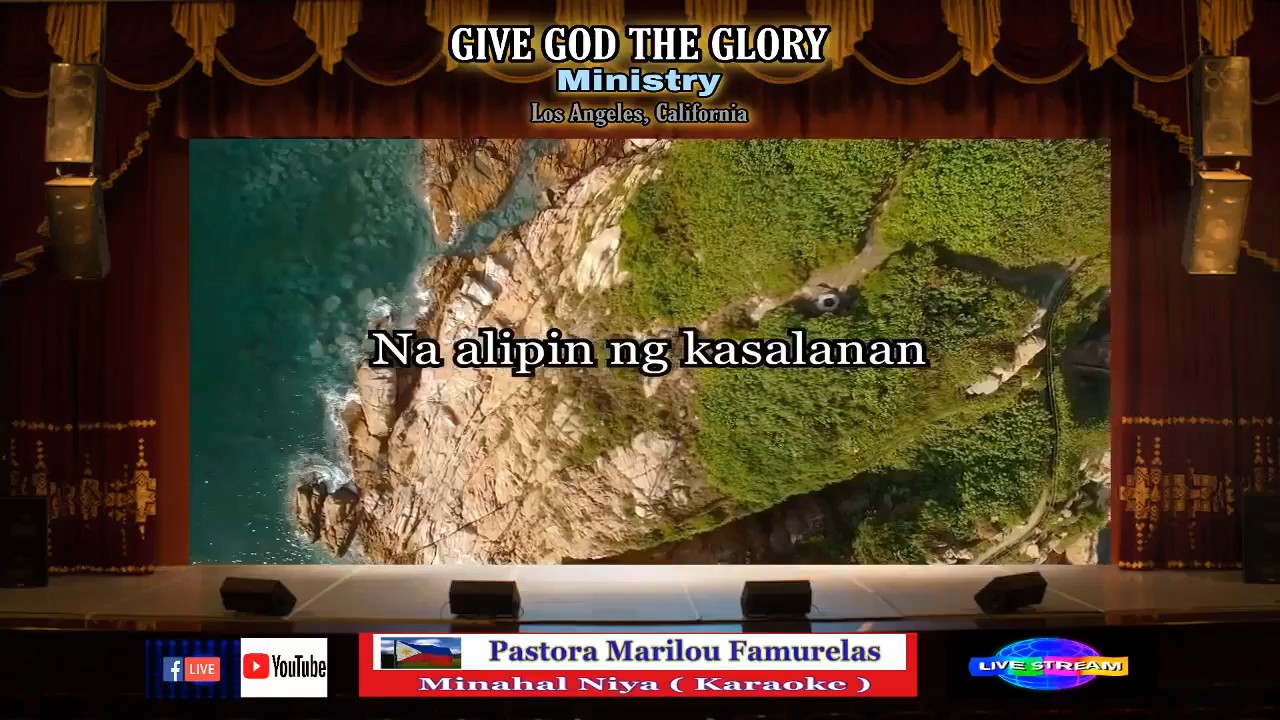 GIVE GOD THE GLORY
Ministry
Los Angeles, California
Na alipin ng kasalanan
LIVE
YouTube
Pastora Marilou Famurelas
Minahal Niya ( Karaoke )
LIVE STREAM